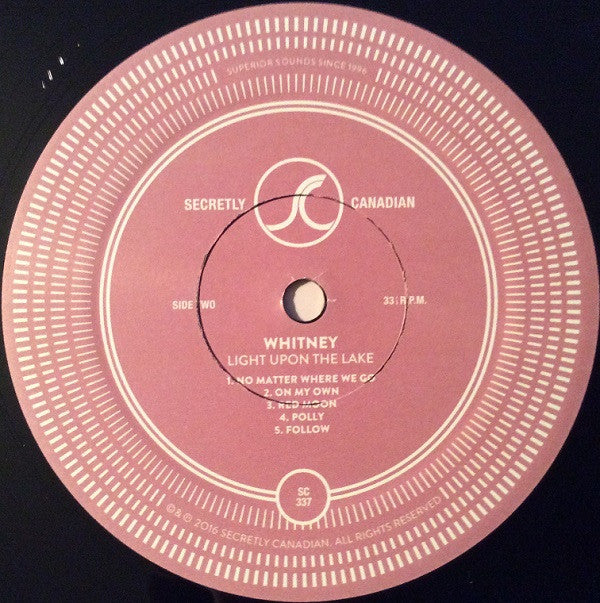 SUPERIOR SOUNDS SINCE 1996
SECRETLY SC CANADIAN
SIDE TWO 33⅓ R.P.M.
WHITNEY
LIGHT UPON THE LAKE
1. NO MATTER WHERE WE GO
2. ON MY OWN
3. RED MOON
4. POLLY
5. FOLLOW
SC
337
℗ & © 2016 SECRETLY CANADIAN. ALL RIGHTS RESERVED